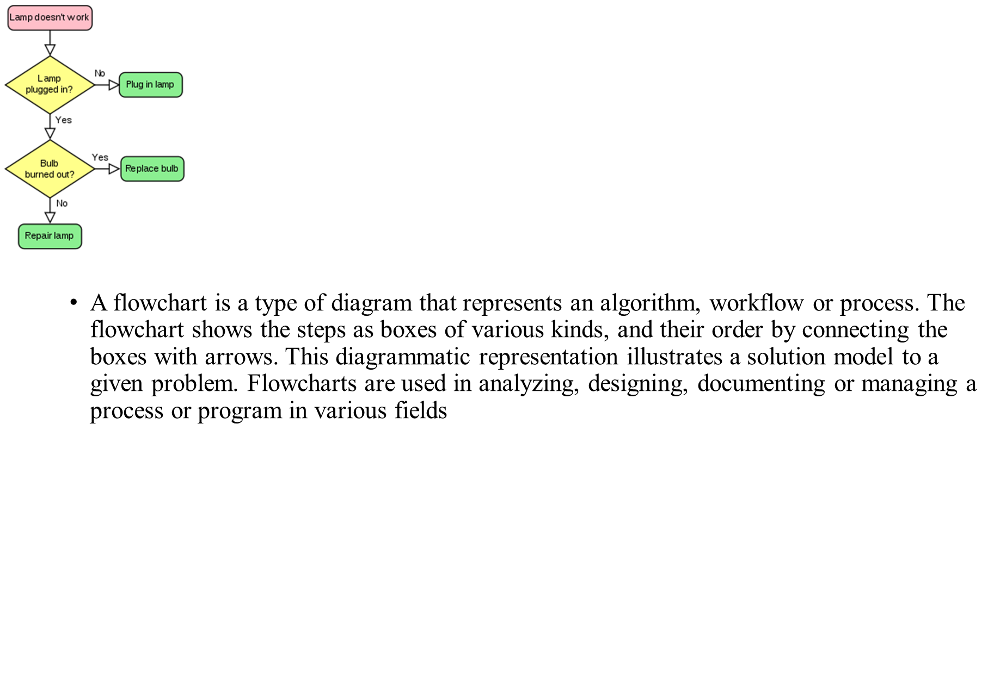 Lamp doesn't work
Lamp
plugged in?
No
Plug in lamp
Yes
Bulb
burned out?
Yes
Replace bulb
No
Repair lamp
• A flowchart is a type of diagram that represents an algorithm, workflow or process. The
flowchart shows the steps as boxes of various kinds, and their order by connecting the
boxes with arrows. This diagrammatic representation illustrates a solution model to a
given problem. Flowcharts are used in analyzing, designing, documenting or managing a
process or program in various fields